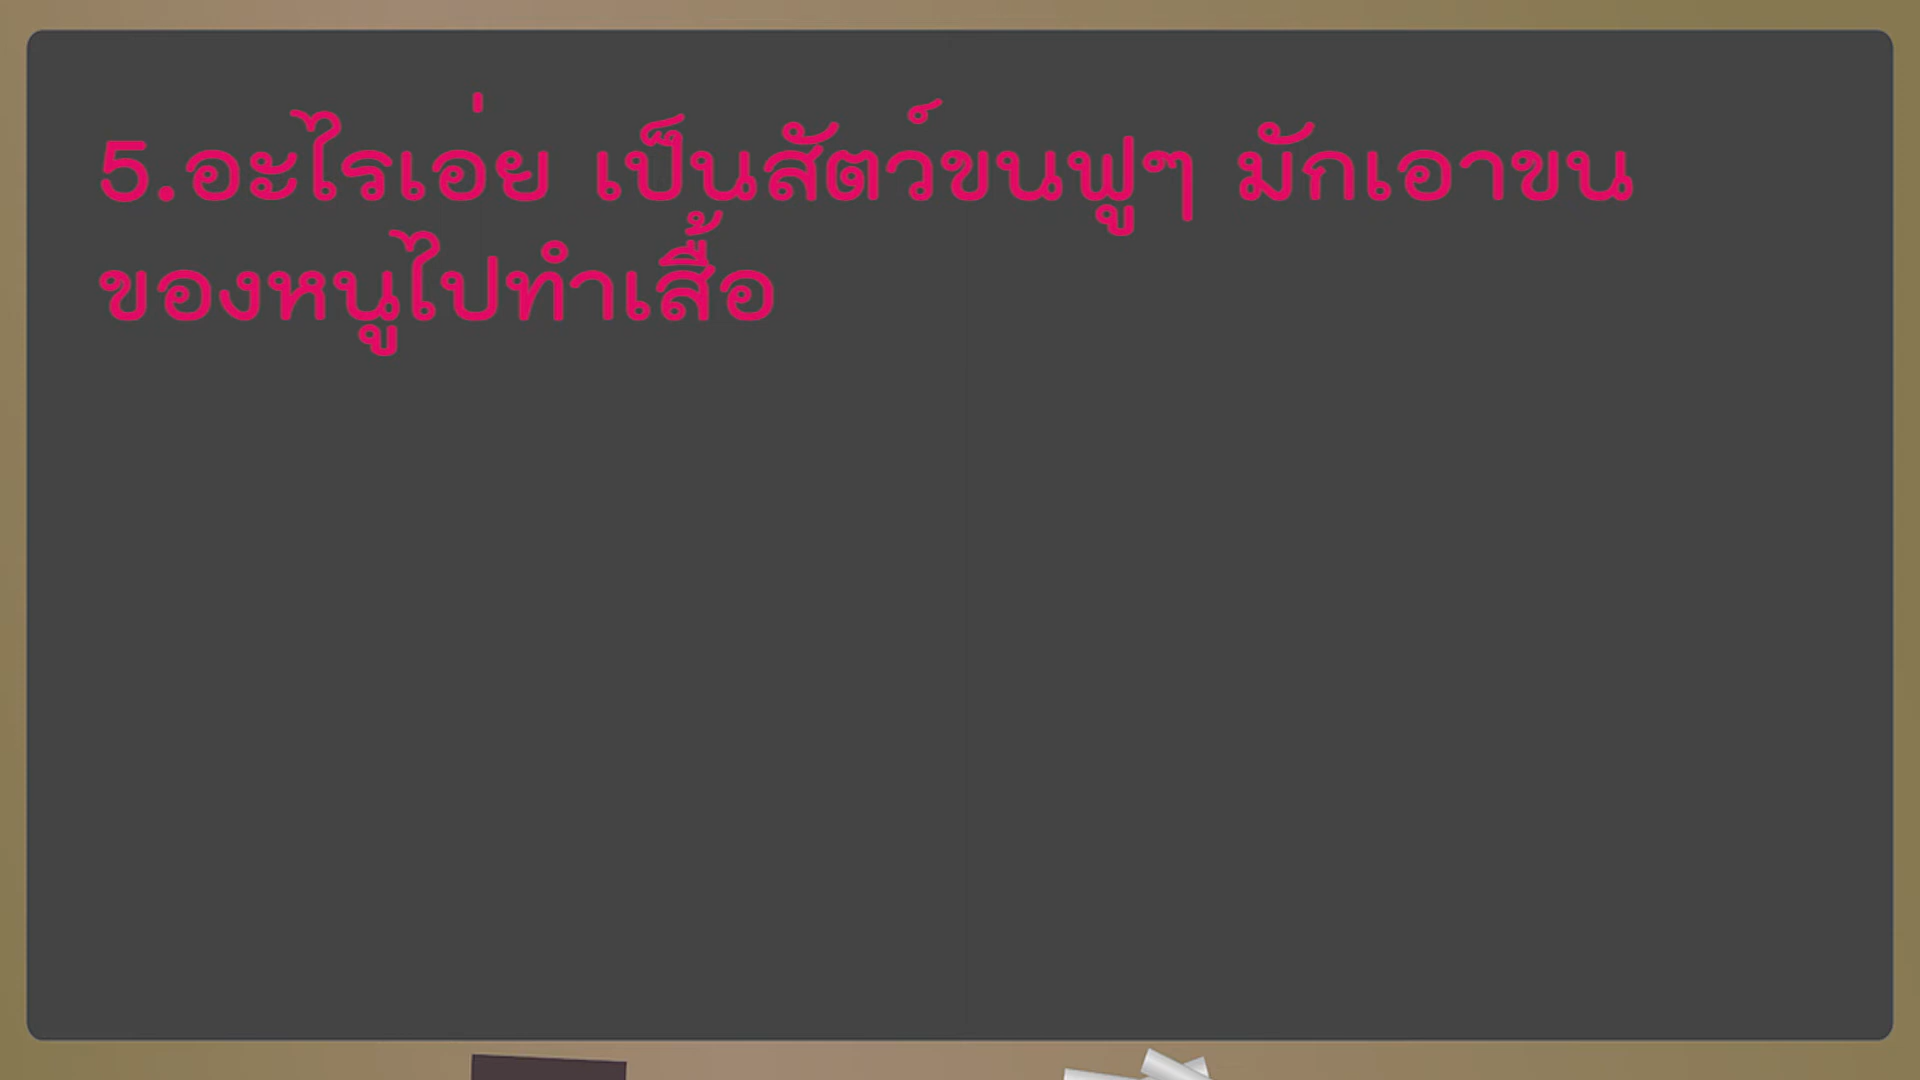 5.อะไรเอ่ย เป็นสัตว์ขนฟูๆ มักเอาขน
ของหนูไปทำเสื้อ